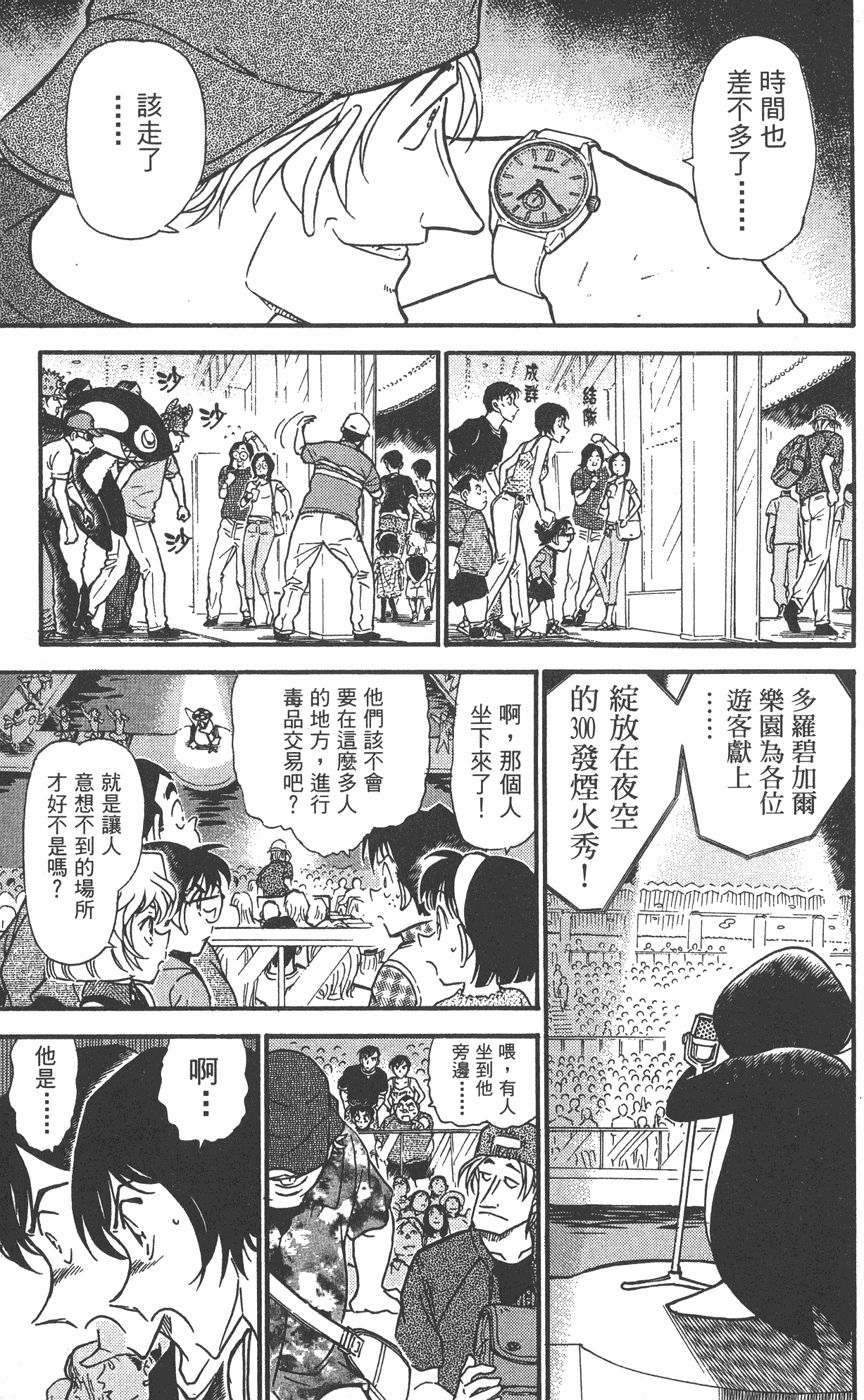 時間也
差不多了……
該走了
……
成群
結隊
沙
沙
沙
多羅碧加爾
樂園為各位
遊客獻上
……
綻放在夜空
的300發煙火秀！
啊，那個人
坐下來了！
他們該不會
要在這麼多人
的地方，進行
毒品交易吧？
就是讓人
意想不到的場所
才好不是嗎？
喂，有人
坐到他
旁邊……
啊‥
他是……